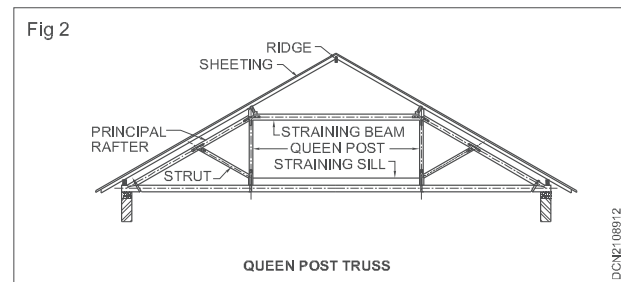 Fig 2
RIDGE
SHEETING
PRINCIPAL
RAFTER
STRAINING BEAM
QUEEN POST
STRAINING SILL
STRUT
QUEEN POST TRUSS
DCN2108912